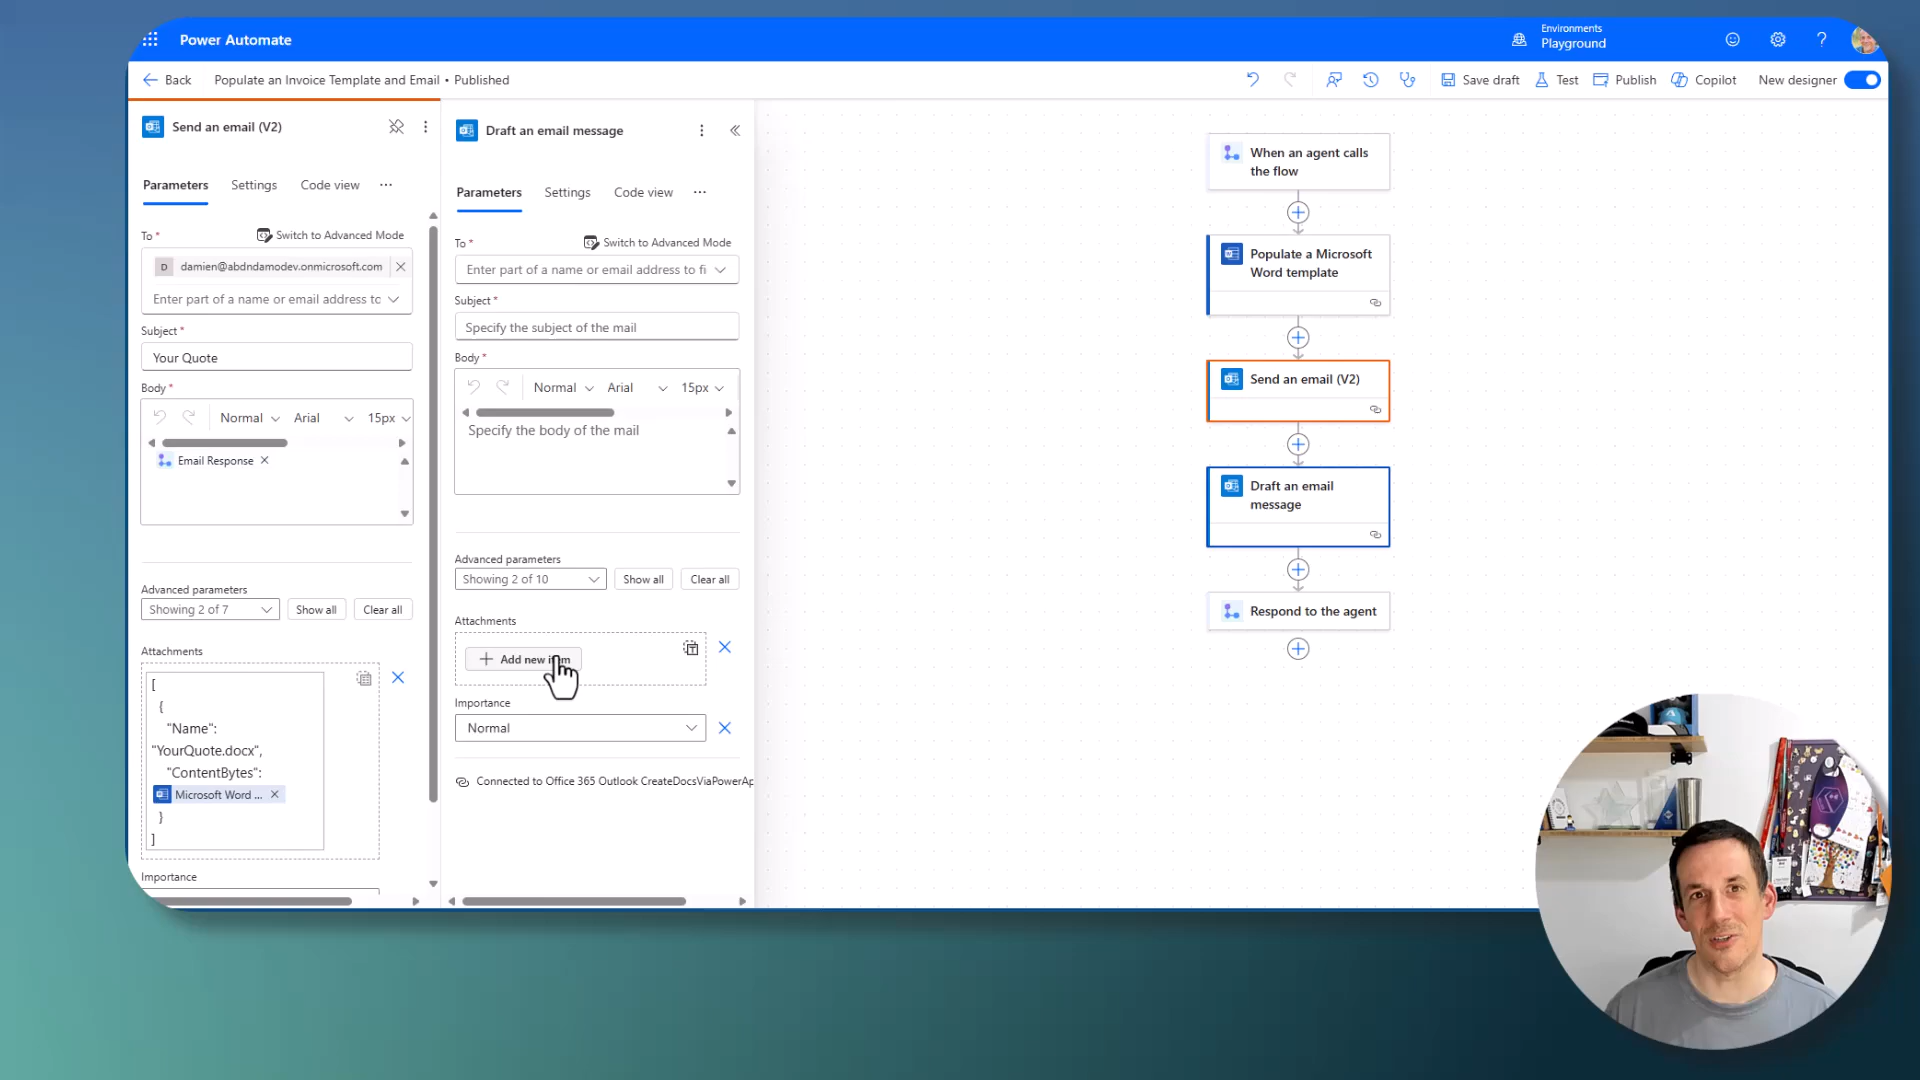 Power Automate
Environments
Playground
Back
Populate an Invoice Template and Email • Published
Save draft
Test
Publish
Copilot
New designer
Send an email (V2)
Parameters
Settings
Code view
To *
Switch to Advanced Mode
D
damien@abdndamodev.onmicrosoft.com
Enter part of a name or email address to
Subject *
Your Quote
Body *
Normal
Arial
15px
Email Response
Advanced parameters
Showing 2 of 7
Show all
Clear all
Attachments
[
{
"Name":
"YourQuote.docx",
"ContentBytes":
Microsoft Word ...
}
]
Importance
Draft an email message
Parameters
Settings
Code view
To *
Switch to Advanced Mode
Enter part of a name or email address to fi
Subject *
Specify the subject of the mail
Body *
Normal
Arial
15px
Specify the body of the mail
Advanced parameters
Showing 2 of 10
Show all
Clear all
Attachments
Add new item
Importance
Normal
Connected to Office 365 Outlook CreateDocsViaPowerAp
When an agent calls
the flow
Populate a Microsoft
Word template
Send an email (V2)
Draft an email
message
Respond to the agent